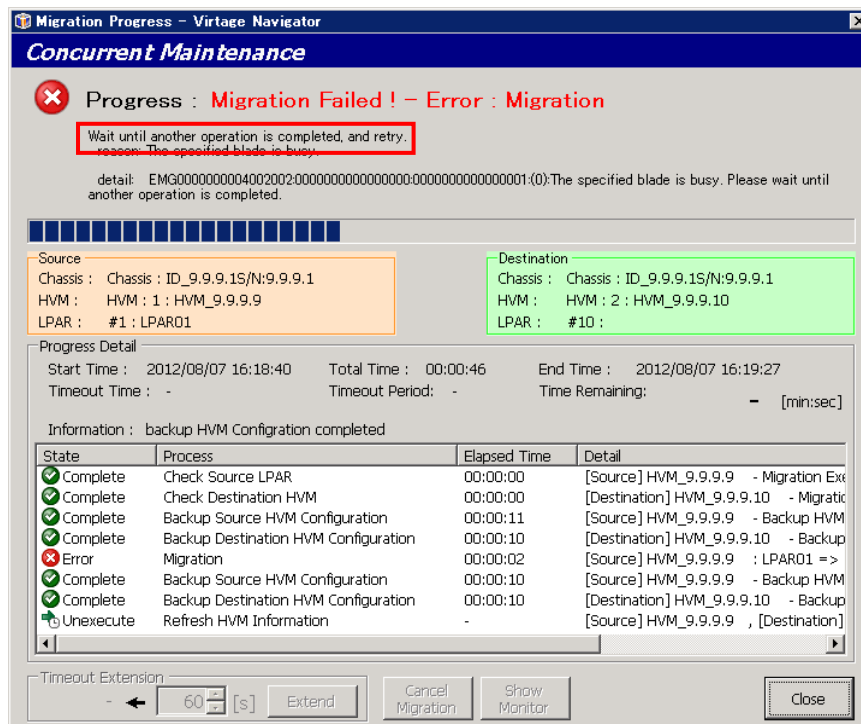 Migration Progress - Virtage Navigator
Concurrent Maintenance
Progress : Migration Failed ! - Error : Migration
Wait until another operation is completed, and retry.
reason: The specified blade is busy.
detail: EMG0000000004002002:0000000000000000:0000000000000001:(0):The specified blade is busy. Please wait until
another operation is completed.
Source
Chassis : Chassis : ID_9.9.9.1S/N:9.9.9.1
HVM : HVM : 1 : HVM_9.9.9.9
LPAR : #1 : LPAR01
Destination
Chassis : Chassis : ID_9.9.9.1S/N:9.9.9.1
HVM : HVM : 2 : HVM_9.9.9.10
LPAR : #10 :
Progress Detail
Start Time : 2012/08/07 16:18:40 Total Time : 00:00:46 End Time : 2012/08/07 16:19:27
Timeout Time : - Timeout Period: - Time Remaining:
- [min:sec]
Information : backup HVM Configration completed
State Process Elapsed Time Detail
Complete Check Source LPAR 00:00:00 [Source] HVM_9.9.9.9 - Migration Exe
Complete Check Destination HVM 00:00:00 [Destination] HVM_9.9.9.10 - Migratic
Complete Backup Source HVM Configuration 00:00:11 [Source] HVM_9.9.9.9 - Backup HVM
Complete Backup Destination HVM Configuration 00:00:10 [Destination] HVM_9.9.9.10 - Backup
Error Migration 00:00:02 [Source] HVM_9.9.9.9 : LPAR01 =>
Complete Backup Source HVM Configuration 00:00:10 [Source] HVM_9.9.9.9 - Backup HVM
Complete Backup Destination HVM Configuration 00:00:10 [Destination] HVM_9.9.9.10 - Backup
Unexecute Refresh HVM Information - [Source] HVM_9.9.9.9 , [Destination]
Timeout Extension
- 60 [s] Extend
Cancel Migration
Show Monitor
Close